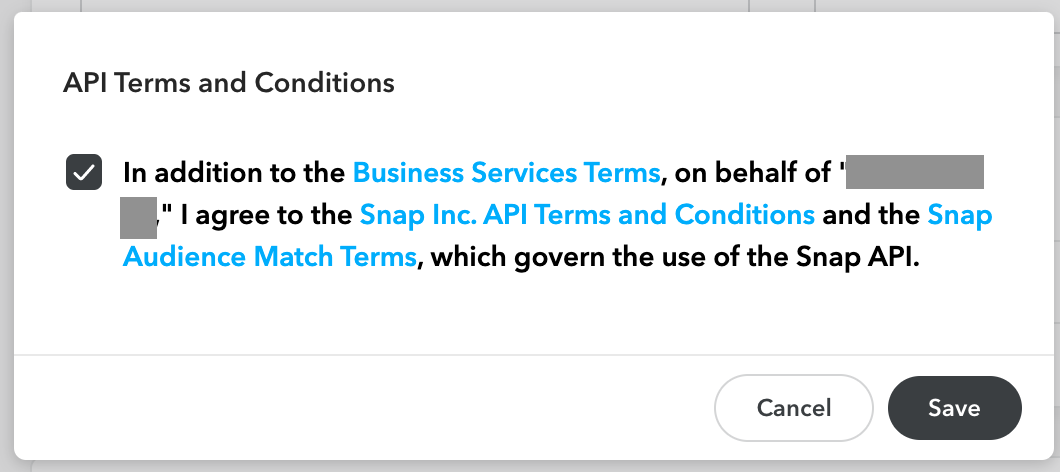 API Terms and Conditions
In addition to the Business Services Terms, on behalf of "
," I agree to the Snap Inc. API Terms and Conditions and the Snap
Audience Match Terms, which govern the use of the Snap API.
Cancel
Save